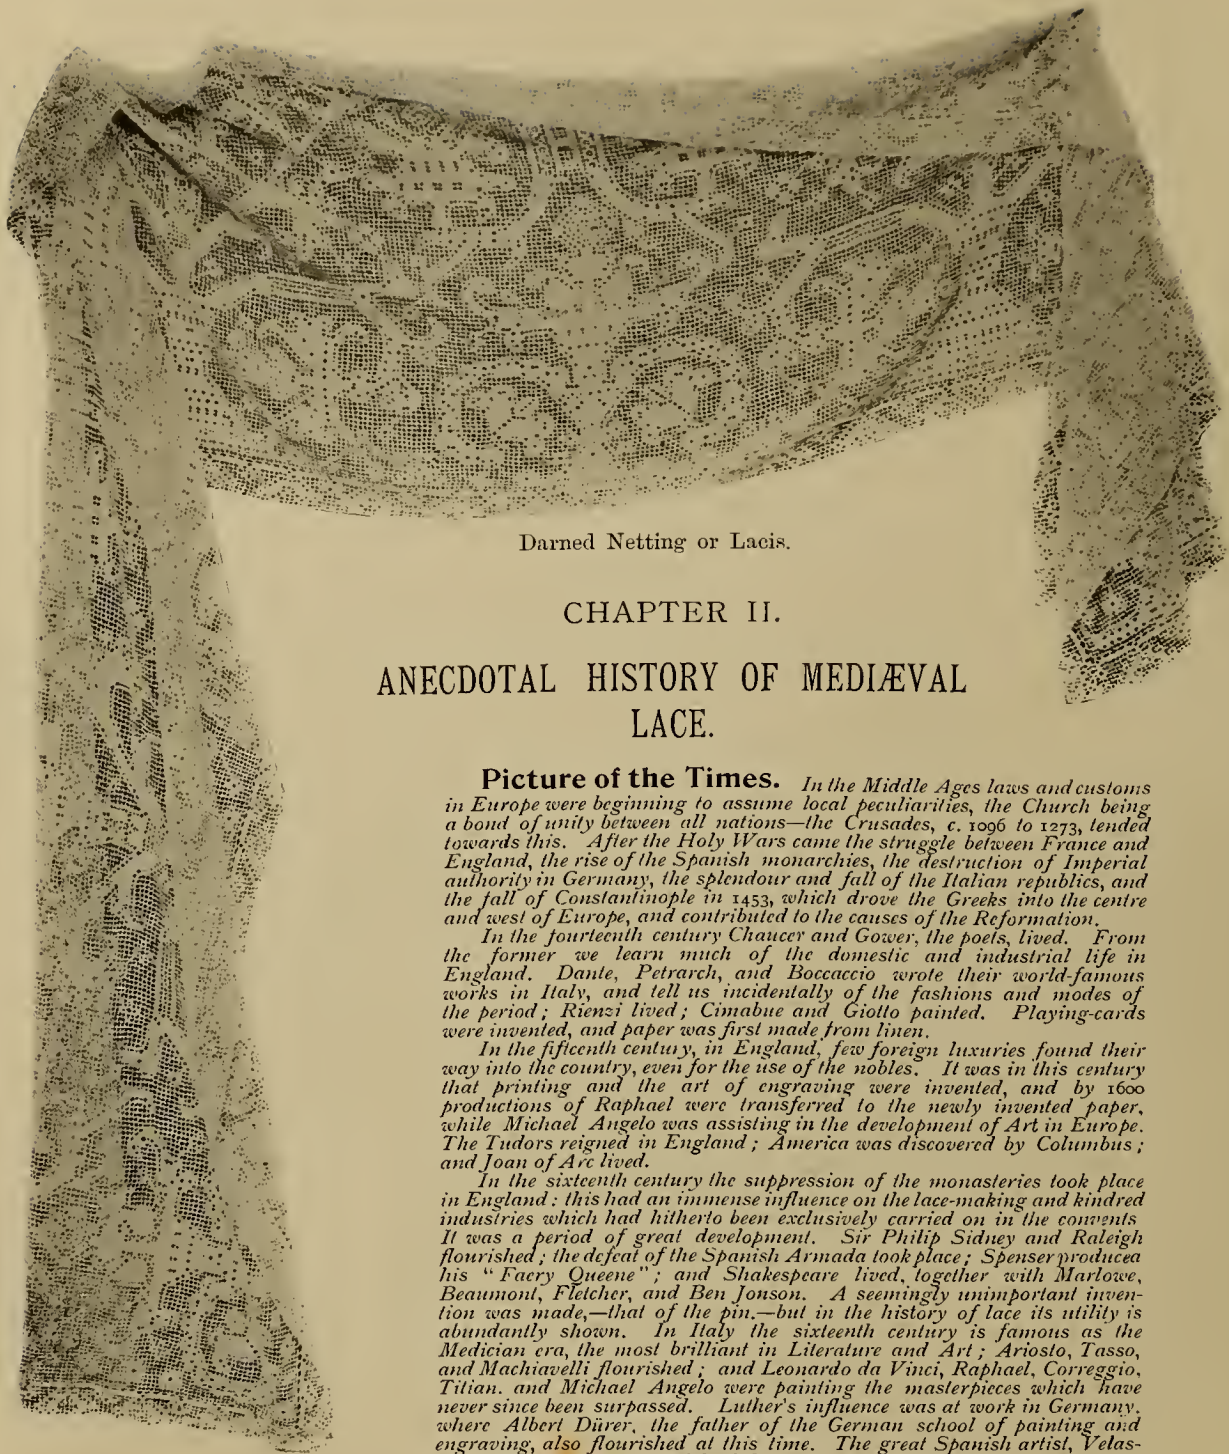 Darned Netting or Lacis.
CHAPTER II.
ANECDOTAL HISTORY OF MEDIÆVAL
LACE.
Picture of the Times. In the Middle Ages laws and customs
in Europe were beginning to assume local peculiarities, the Church being
a bond of unity between all nations—the Crusades, c. 1096 to 1273, tended
towards this. After the Holy Wars came the struggle between France and
England, the rise of the Spanish monarchies, the destruction of Imperial
authority in Germany, the splendour and fall of the Italian republics, and
the fall of Constantinople in 1453, which drove the Greeks into the centre
and west of Europe, and contributed to the causes of the Reformation.
In the fourteenth century Chaucer and Gower, the poets, lived. From
the former we learn much of the domestic and industrial life in
England. Dante, Petrarch, and Boccaccio wrote their world-famous
works in Italy, and tell us incidentally of the fashions and modes of
the period; Rienzi lived; Cimabue and Giotto painted. Playing-cards
were invented, and paper was first made from linen.
In the fifteenth century, in England, few foreign luxuries found their
way into the country, even for the use of the nobles. It was in this century
that printing and the art of engraving were invented, and by 1600
productions of Raphael were transferred to the newly invented paper,
while Michael Angelo was assisting in the development of Art in Europe.
The Tudors reigned in England; America was discovered by Columbus;
and Joan of Arc lived.
In the sixteenth century the suppression of the monasteries took place
in England: this had an immense influence on the lace-making and kindred
industries which had hitherto been exclusively carried on in the convents
It was a period of great development. Sir Philip Sidney and Raleigh
flourished; the defeat of the Spanish Armada took place; Spenser producea
his "Faery Queene"; and Shakespeare lived, together with Marlowe,
Beaumont, Fletcher, and Ben Jonson. A seemingly unimportant inven-
tion was made,—that of the pin.—but in the history of lace its utility is
abundantly shown. In Italy the sixteenth century is famous as the
Medician era, the most brilliant in Literature and Art; Ariosto, Tasso,
and Machiavelli flourished; and Leonardo da Vinci, Raphael, Correggio,
Titian. and Michael Angelo were painting the masterpieces which have
never since been surpassed. Luther's influence was at work in Germany.
where Albert Dürer, the father of the German school of painting and
engraving, also flourished at this time. The great Spanish artist, Velas-